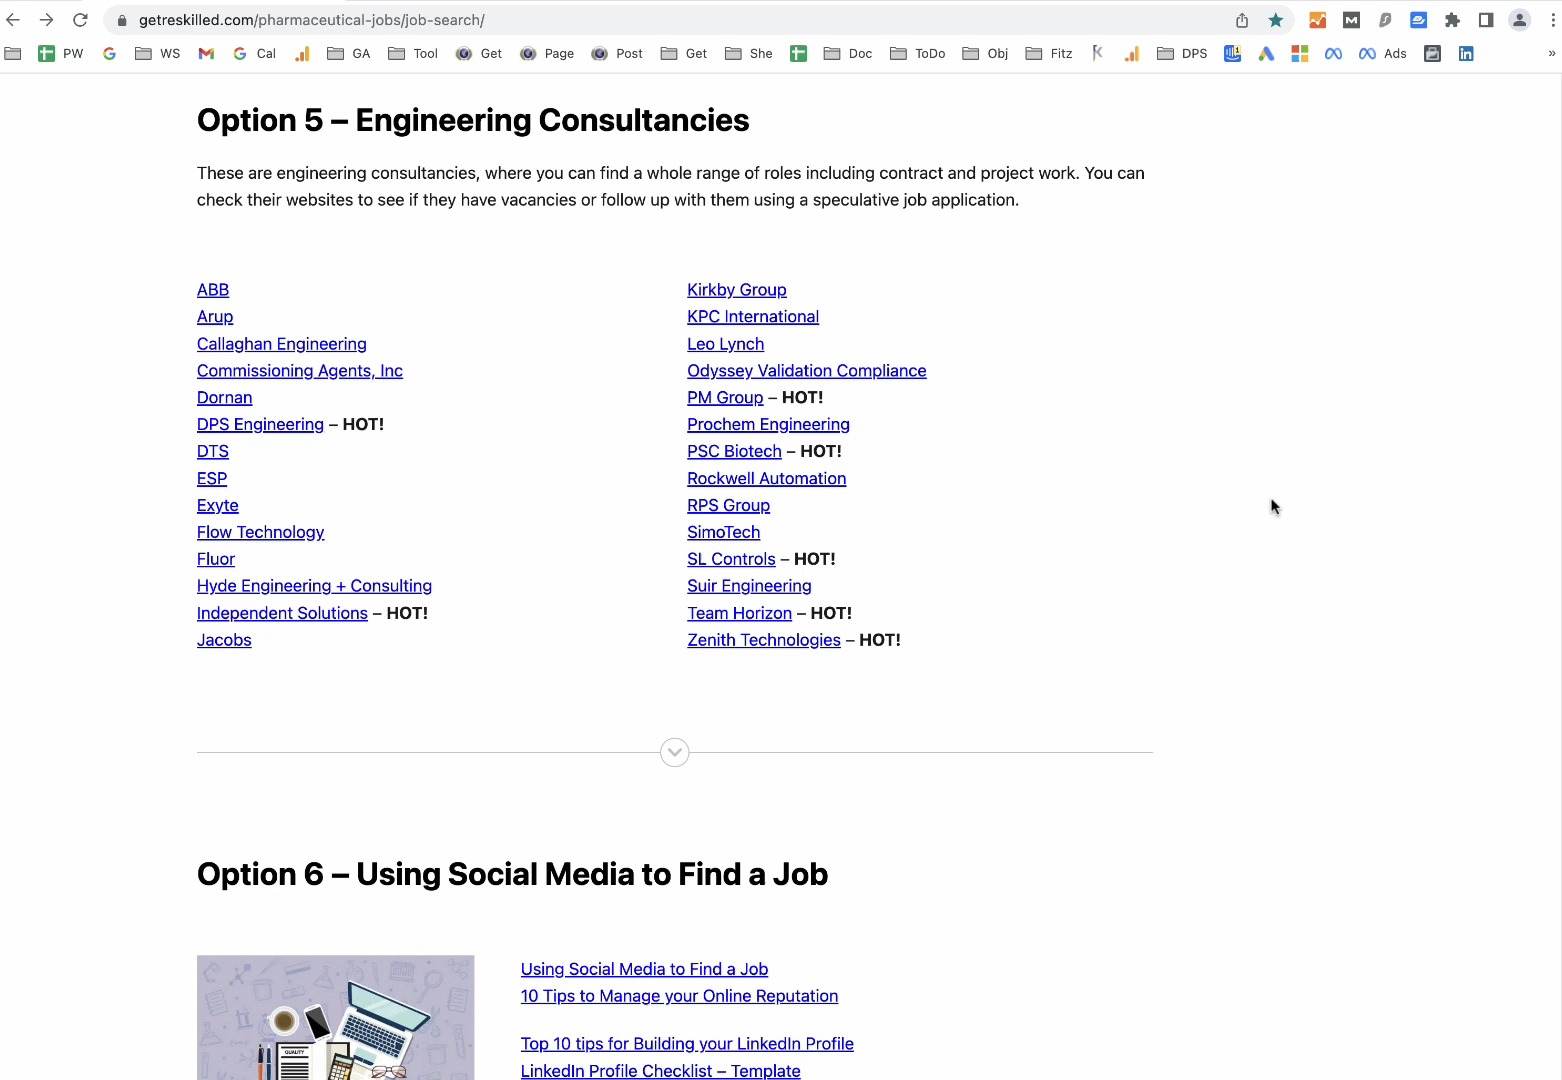 getreskilled.com/pharmaceutical-jobs/job-search/
PW WS Cal GA Tool Get Page Post Get She Doc ToDo Obj Fitz DPS 1 Ads »
Option 5 – Engineering Consultancies
These are engineering consultancies, where you can find a whole range of roles including contract and project work. You can
check their websites to see if they have vacancies or follow up with them using a speculative job application.
ABB
Arup
Callaghan Engineering
Commissioning Agents, Inc
Dornan
DPS Engineering – HOT!
DTS
ESP
Exyte
Flow Technology
Fluor
Hyde Engineering + Consulting
Independent Solutions – HOT!
Jacobs
Kirkby Group
KPC International
Leo Lynch
Odyssey Validation Compliance
PM Group – HOT!
Prochem Engineering
PSC Biotech – HOT!
Rockwell Automation
RPS Group
SimoTech
SL Controls – HOT!
Suir Engineering
Team Horizon – HOT!
Zenith Technologies – HOT!
Option 6 – Using Social Media to Find a Job
QUALITY
Using Social Media to Find a Job
10 Tips to Manage your Online Reputation
Top 10 tips for Building your LinkedIn Profile
LinkedIn Profile Checklist – Template